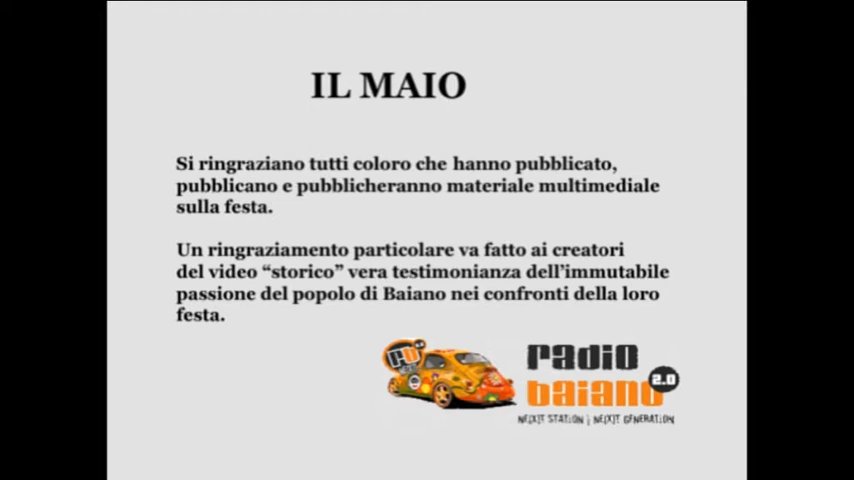 IL MAIO
Si ringraziano tutti coloro che hanno pubblicato,
pubblicano e pubblicheranno materiale multimediale
sulla festa.
Un ringraziamento particolare va fatto ai creatori
del video “storico” vera testimonianza dell’immutabile
passione del popolo di Baiano nei confronti della loro
festa.
radio
baiano 2.0
NE(X)T STATION | NE(X)T GENERATION